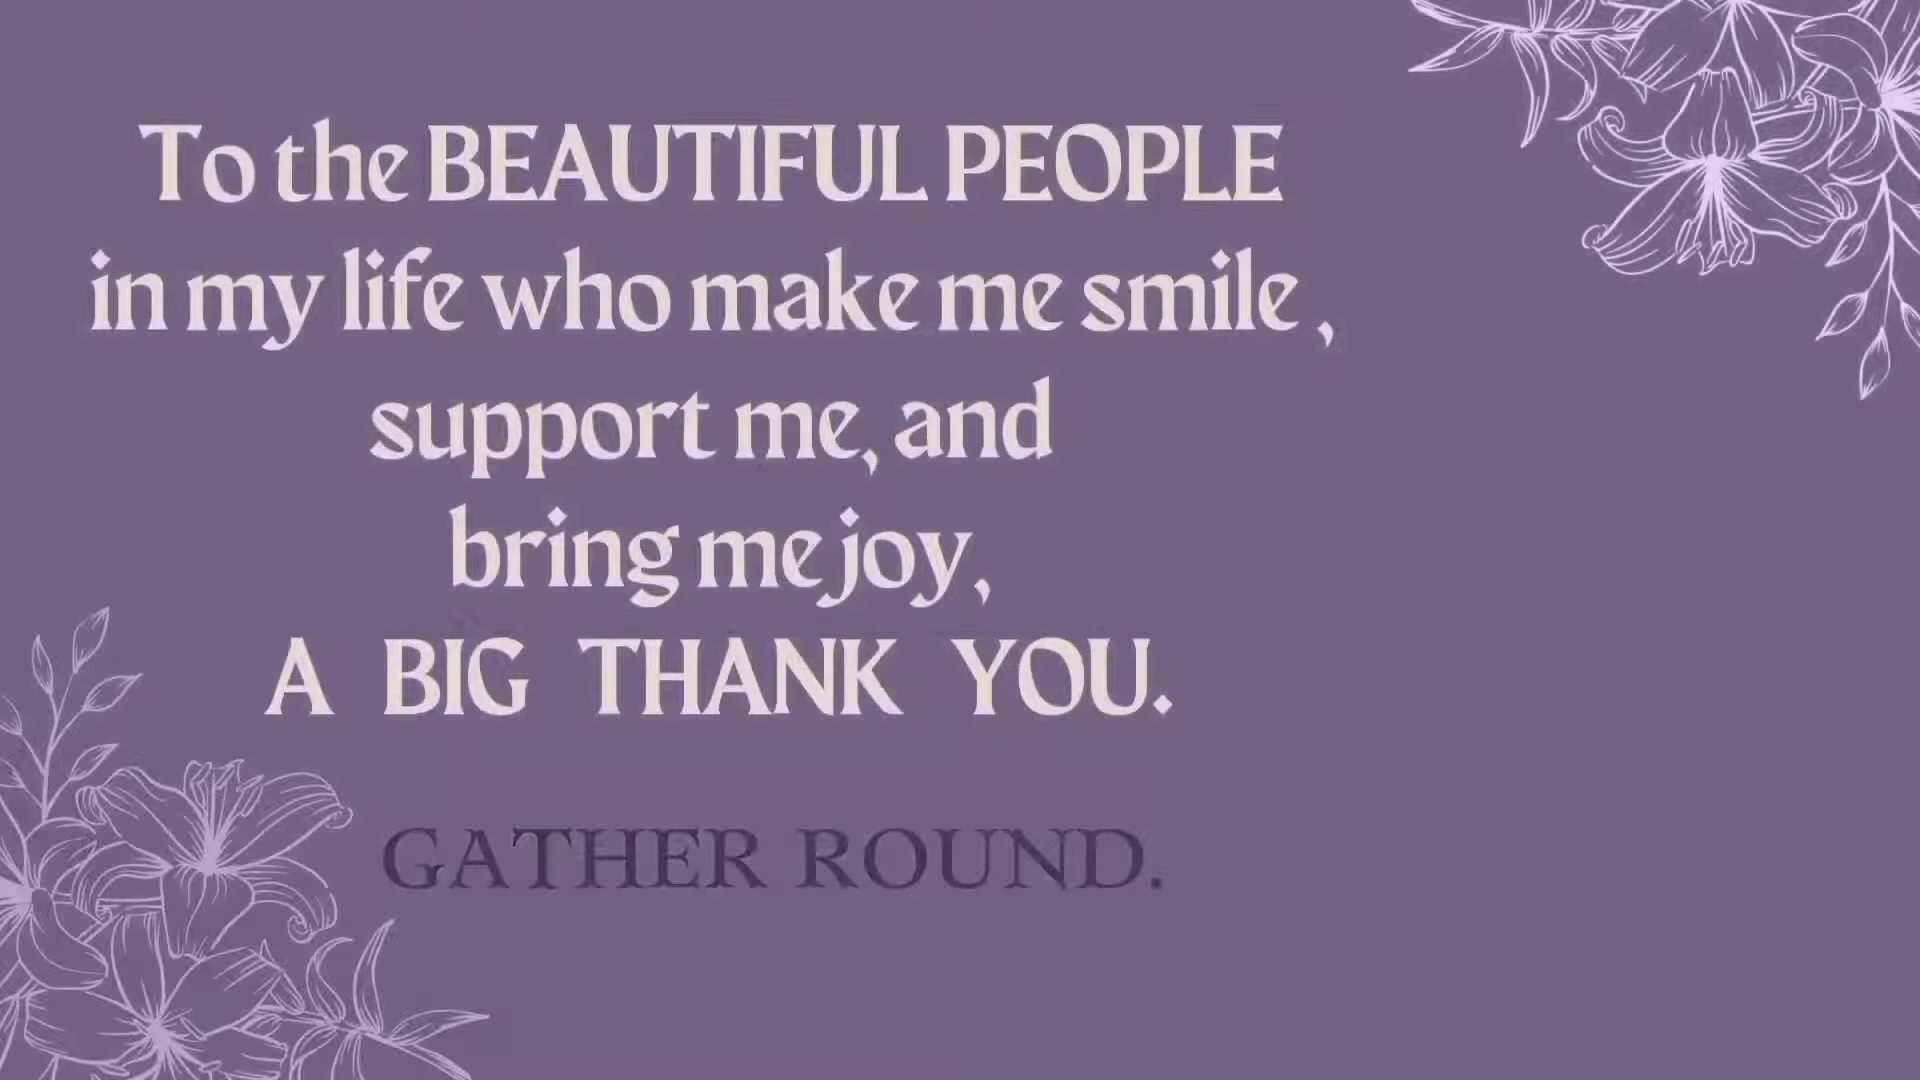 To the BEAUTIFUL PEOPLE
in my life who make me smile ,
support me, and
bring me joy,
A BIG THANK YOU.
GATHER ROUND.